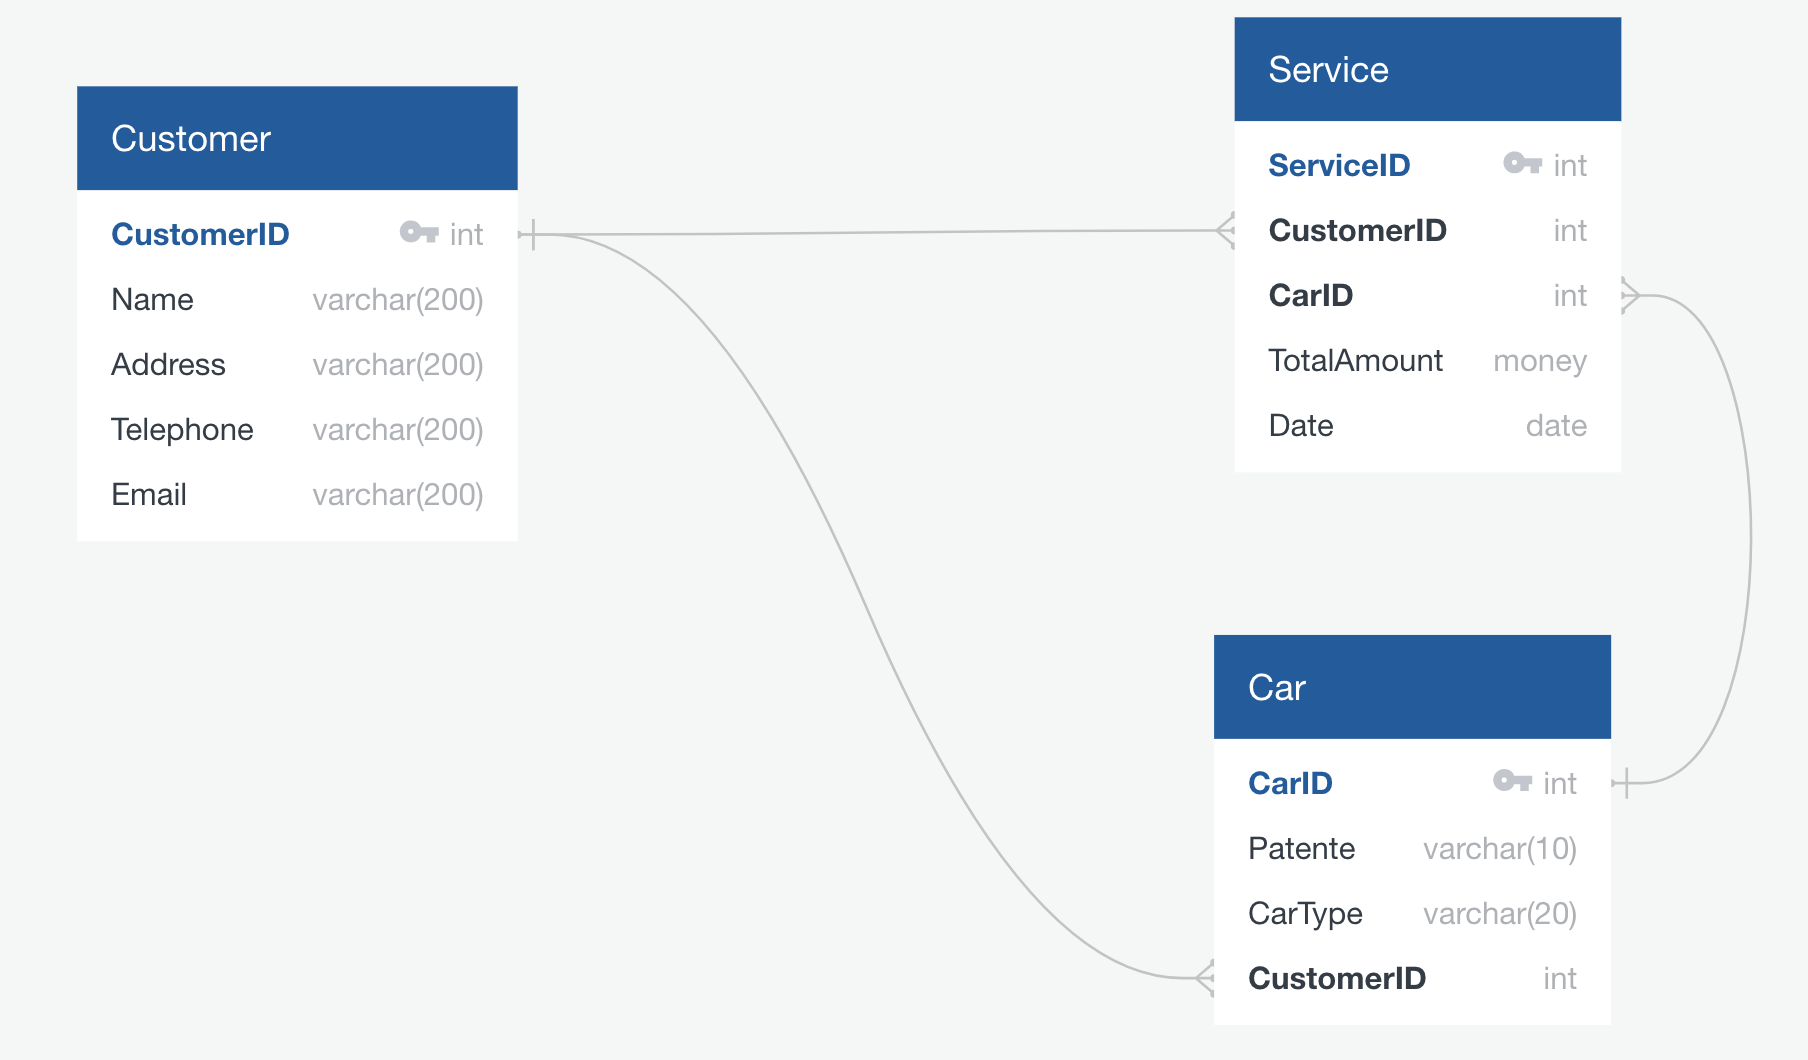 Customer
CustomerID int
Name varchar(200)
Address varchar(200)
Telephone varchar(200)
Email varchar(200)
Service
ServiceID int
CustomerID int
CarID int
TotalAmount money
Date date
Car
CarID int
Patente varchar(10)
CarType varchar(20)
CustomerID int